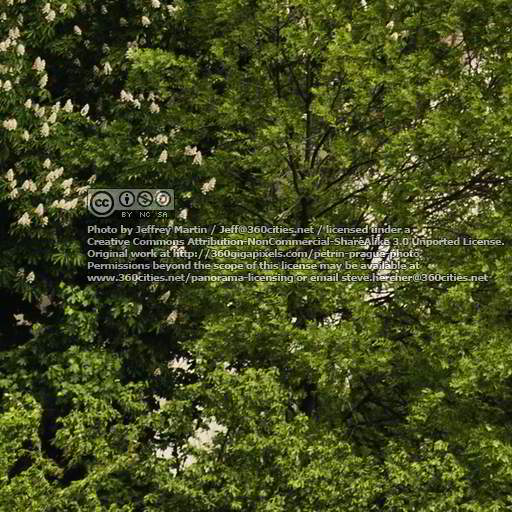 cc
BY NC SA
Photo by Jeffrey Martin / Jeff@360cities.net / licensed under a
Creative Commons Attribution-NonCommercial-ShareAlike 3.0 Unported License.
Original work at http://360gigapixels.com/petrin-prague-photo.
Permissions beyond the scope of this license may be available at
www.360cities.net/panorama-licensing or email steve.hercher@360cities.net